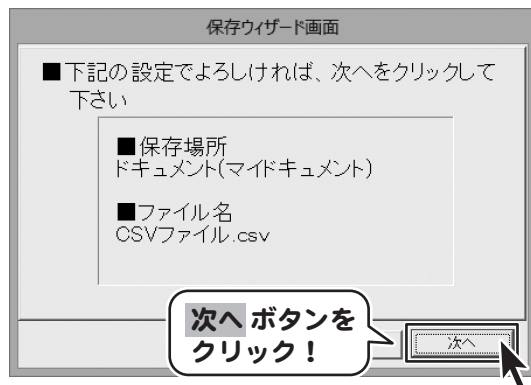 保存ウィザード画面
■下記の設定でよろしければ、次へをクリックして
下さい
■保存場所
ドキュメント(マイドキュメント)
■ファイル名
CSVファイル.csv
次へ ボタンを
クリック！
次へ